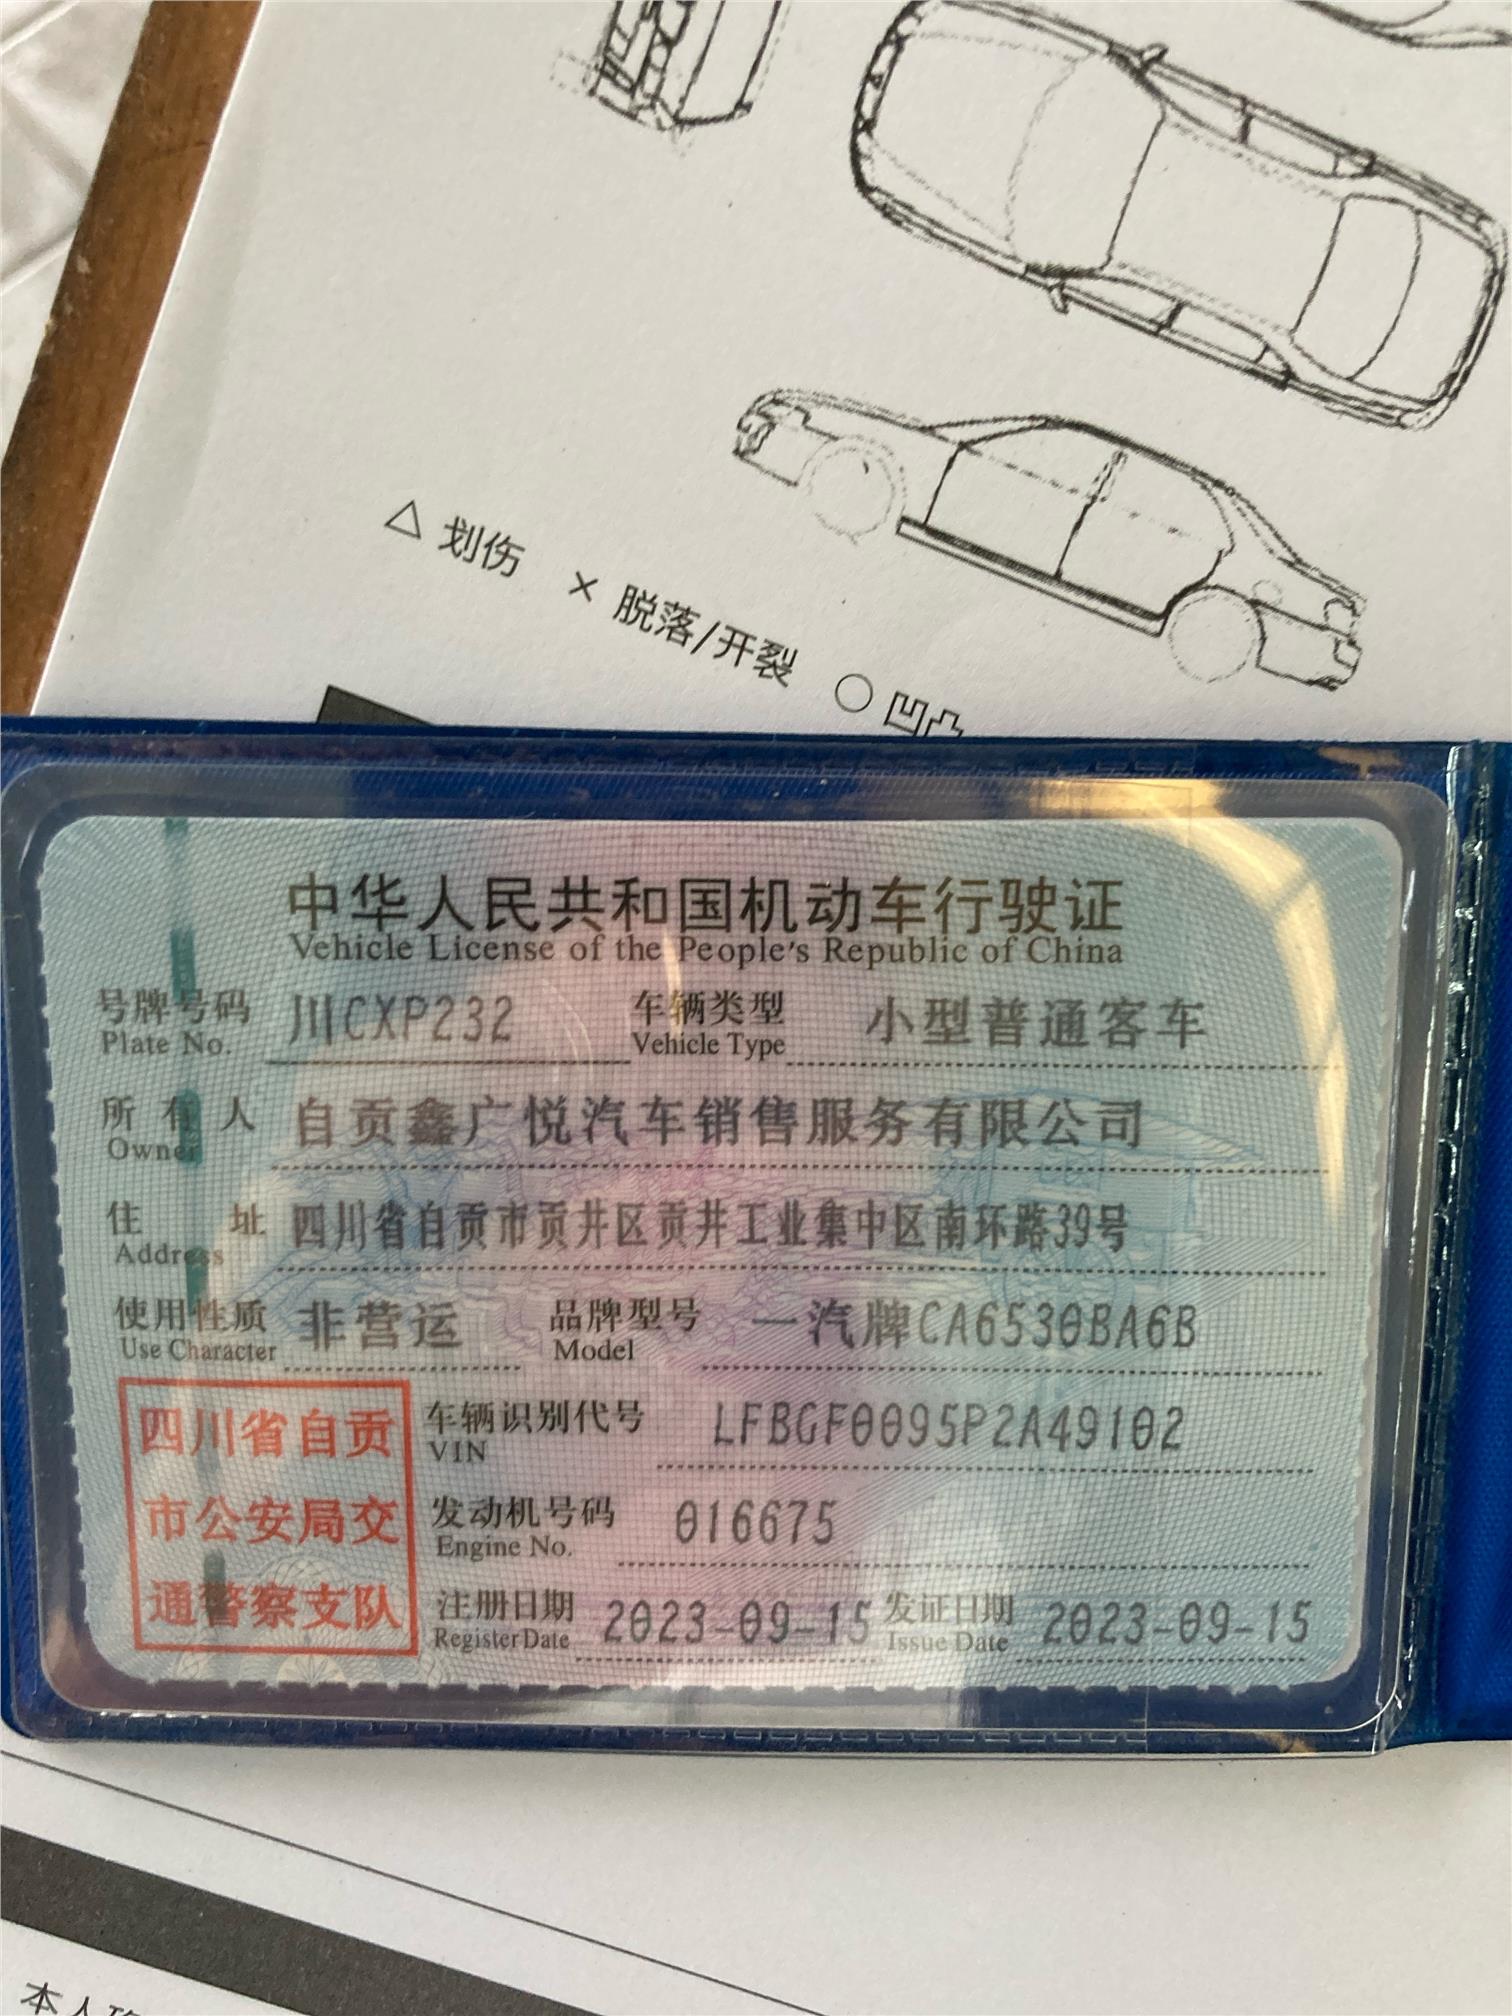 △ 划伤 × 脱落/开裂 ○ 凹凸
中华人民共和国机动车行驶证
Vehicle License of the People's Republic of China
号牌号码 川CXP232 车辆类型 小型普通客车
Plate No. Vehicle Type
所有人 自贡鑫广悦汽车销售服务有限公司
Owner
住址 四川省自贡市贡井区贡井工业集中区南环路39号
Address
使用性质 非营运 品牌型号 一汽牌CA6530BA6B
Use Character Model
四川省自贡
市公安局交
通警察支队
车辆识别代号 LFBGF0095P2A49102
VIN
发动机号码 016675
Engine No.
注册日期 2023-09-15 发证日期 2023-09-15
Register Date Issue Date
本人